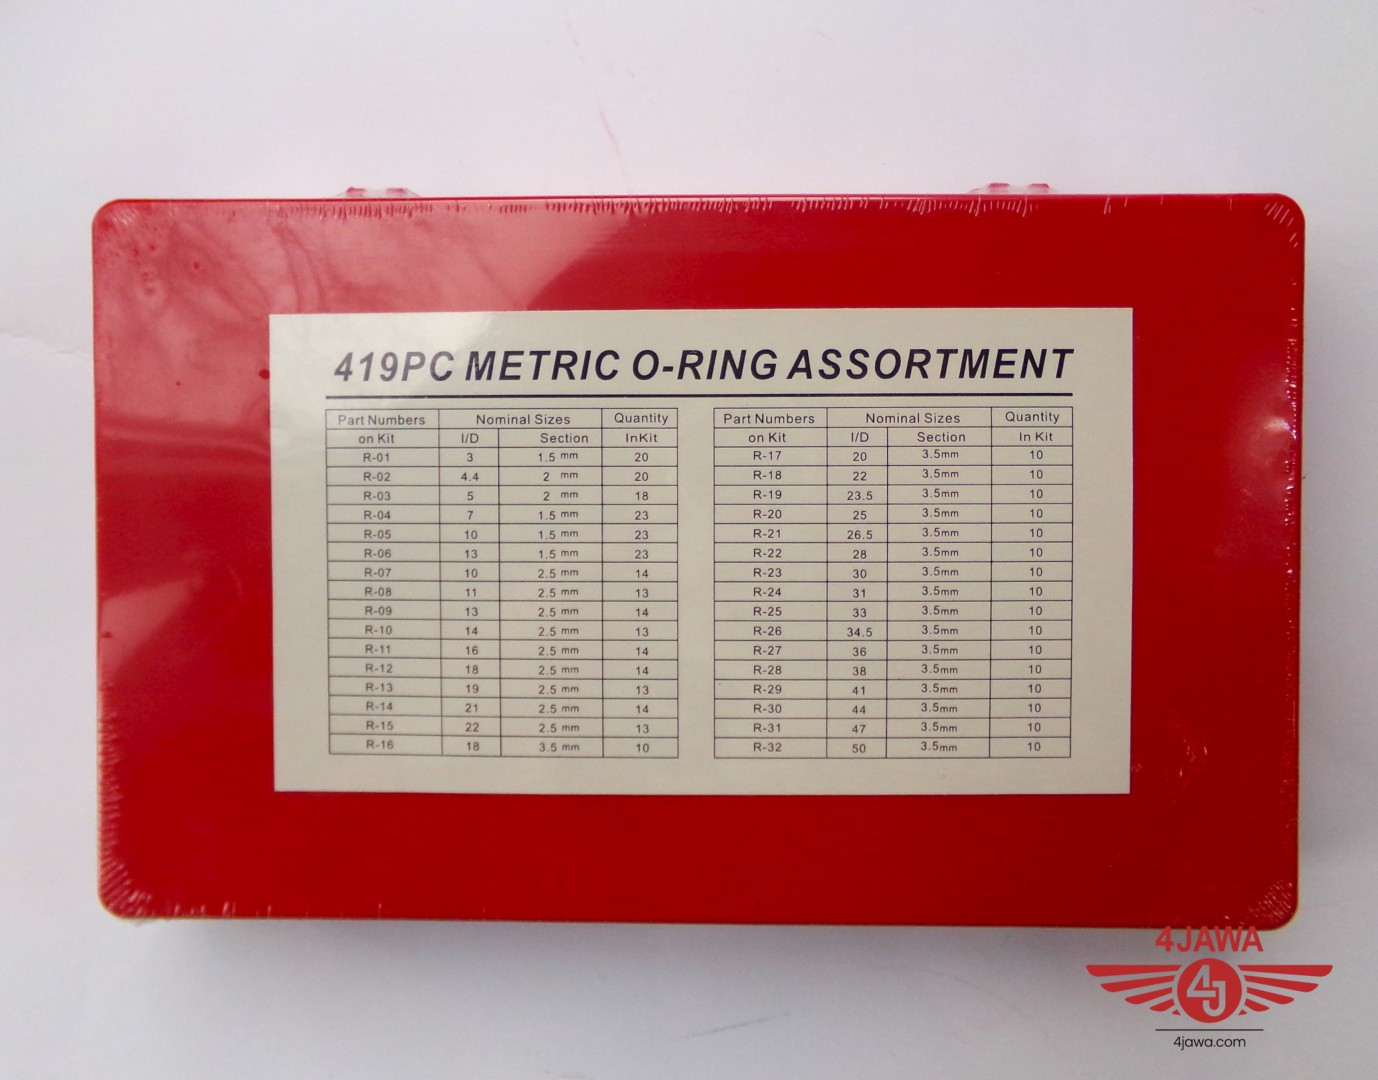 419PC METRIC O-RING ASSORTMENT
Part Numbers Nominal Sizes Quantity
on Kit I/D Section InKit
R-01 3 1.5 mm 20
R-02 4.4 2 mm 20
R-03 5 2 mm 18
R-04 7 1.5 mm 23
R-05 10 1.5 mm 23
R-06 13 1.5 mm 23
R-07 10 2.5 mm 14
R-08 11 2.5 mm 13
R-09 13 2.5 mm 14
R-10 14 2.5 mm 13
R-11 16 2.5 mm 14
R-12 18 2.5 mm 14
R-13 19 2.5 mm 13
R-14 21 2.5 mm 14
R-15 22 2.5 mm 13
R-16 18 3.5 mm 10
Part Numbers Nominal Sizes Quantity
on Kit I/D Section In Kit
R-17 20 3.5mm 10
R-18 22 3.5mm 10
R-19 23.5 3.5mm 10
R-20 25 3.5mm 10
R-21 26.5 3.5mm 10
R-22 28 3.5mm 10
R-23 30 3.5mm 10
R-24 31 3.5mm 10
R-25 33 3.5mm 10
R-26 34.5 3.5mm 10
R-27 36 3.5mm 10
R-28 38 3.5mm 10
R-29 41 3.5mm 10
R-30 44 3.5mm 10
R-31 47 3.5mm 10
R-32 50 3.5mm 10
4JAWA
4J
4jawa.com